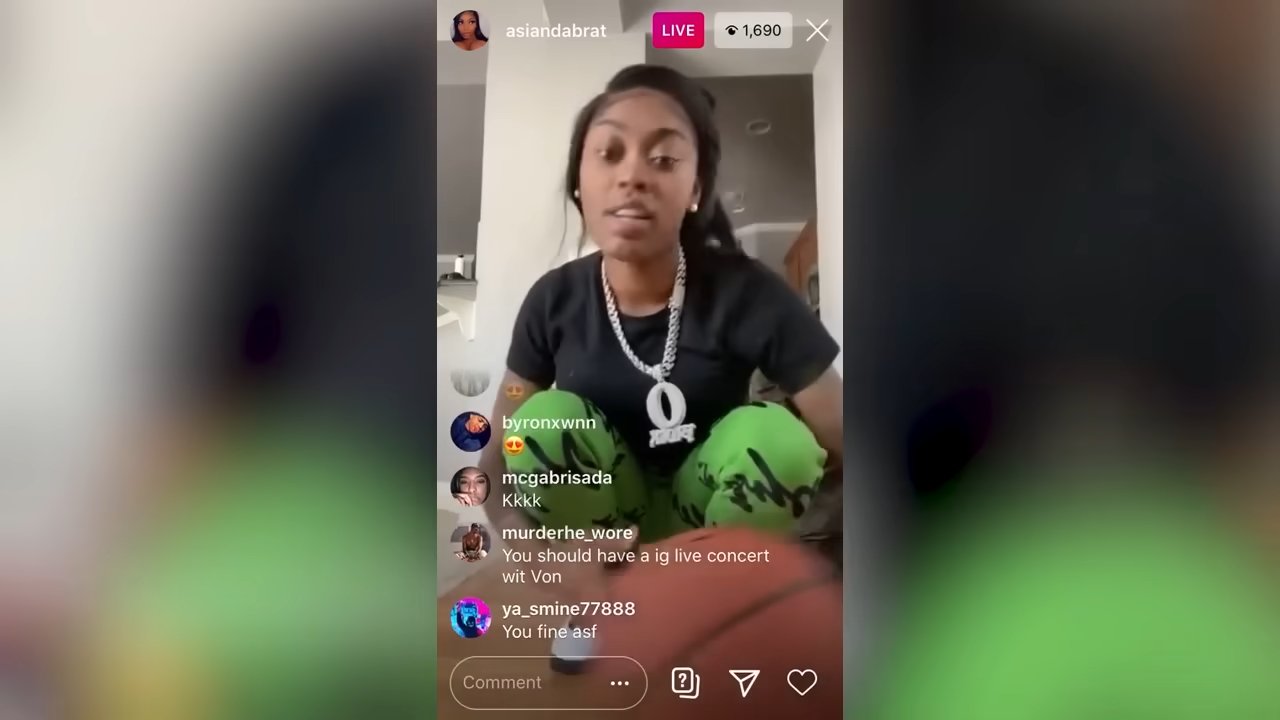 asiandabrat
LIVE
1,690
byronxwnn
😍
mcgabrisada
Kkkk
murderhe_wore
You should have a ig live concert
wit Von
ya_smine77888
You fine asf
Comment